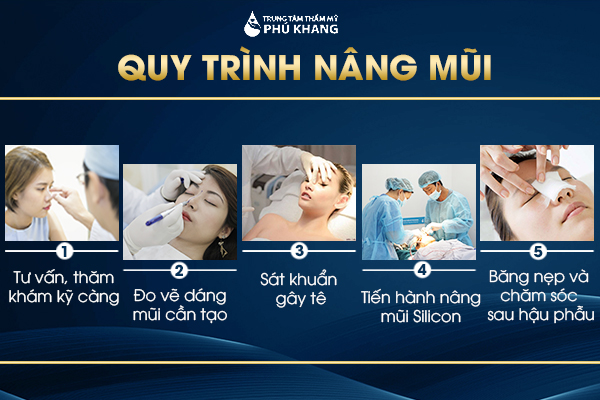 TRUNG TÂM THẨM MỸ
PHÚ KHANG
QUY TRÌNH NÂNG MŨI
1
Tư vấn, thăm
khám kỹ càng
2
Đo vẽ dáng
mũi cần tạo
3
Sát khuẩn
gây tê
4
Tiến hành nâng
mũi Silicon
5
Băng nẹp và
chăm sóc
sau hậu phẫu